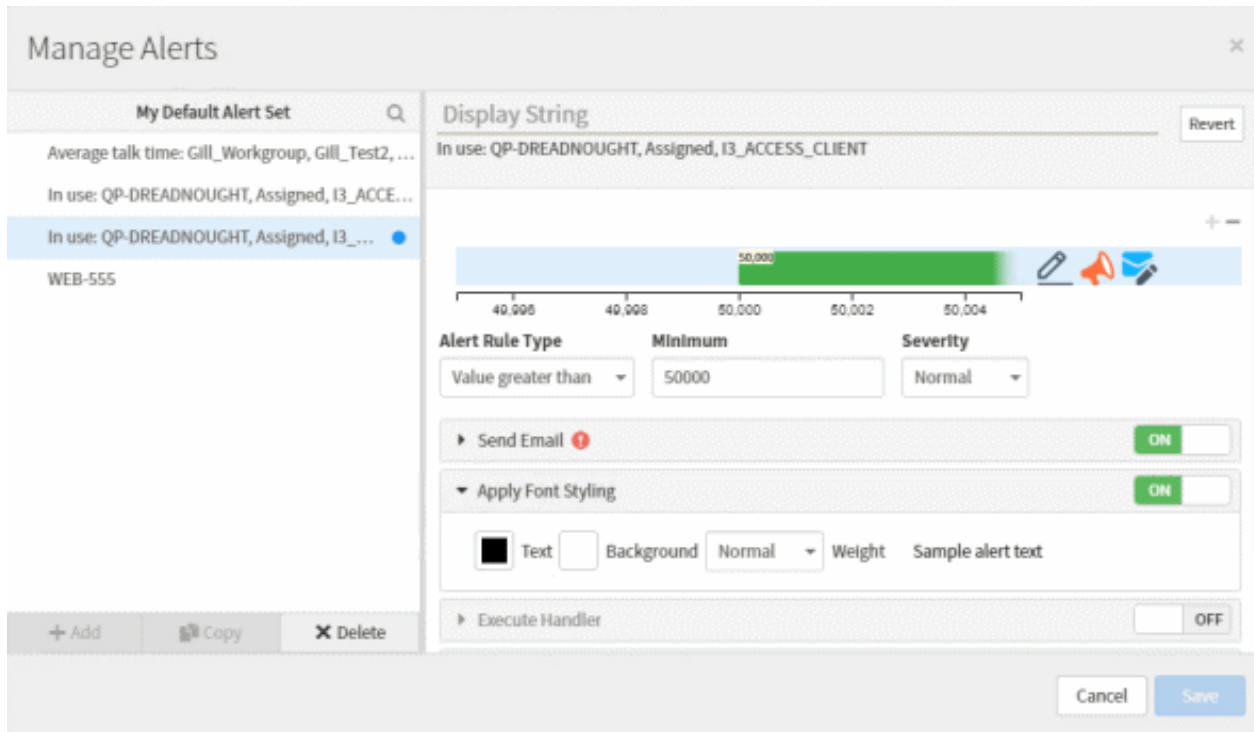 Manage Alerts
My Default Alert Set
Average talk time: Gill_Workgroup, Gill_Test2, ...
In use: QP-DREADNOUGHT, Assigned, I3_ACCE...
In use: QP-DREADNOUGHT, Assigned, I3_...
WEB-555
+ Add
Copy
Delete
Display String
Revert
In use: QP-DREADNOUGHT, Assigned, I3_ACCESS_CLIENT
50,000
49,996 49,998 50,000 50,002 50,004
Alert Rule Type Minimum Severity
Value greater than 50000 Normal
Send Email ON
Apply Font Styling ON
Text Background Normal Weight Sample alert text
Execute Handler OFF
Cancel Save